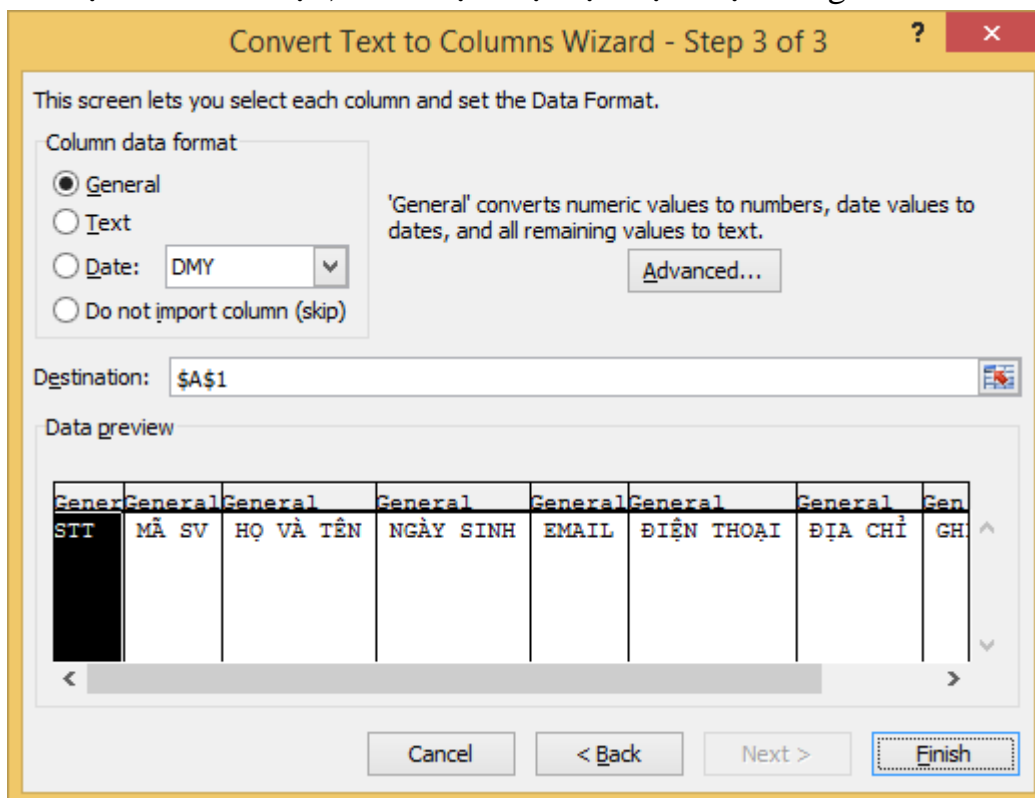 Convert Text to Columns Wizard - Step 3 of 3 ?
This screen lets you select each column and set the Data Format.
Column data format
General
Text
Date: DMY
Do not import column (skip)
'General' converts numeric values to numbers, date values to
dates, and all remaining values to text.
Advanced...
Destination: $A$1
Data preview
Gener General General General General General General Gen
STT MÃ SV HỌ VÀ TÊN NGÀY SINH EMAIL ĐIỆN THOẠI ĐỊA CHỈ
Cancel < Back Next > Finish